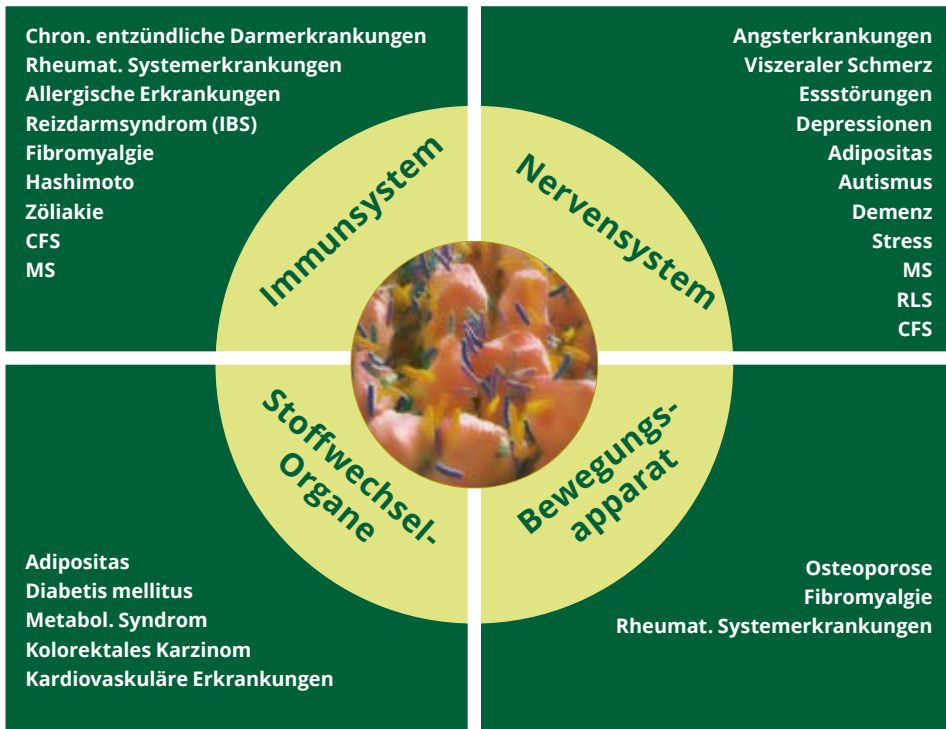 Chron. entzündliche Darmerkrankungen
Rheumat. Systemerkrankungen
Allergische Erkrankungen
Reizdarmsyndrom (IBS)
Fibromyalgie
Hashimoto
Zöliakie
CFS
MS
Immunsystem
Angsterkrankungen
Viszeraler Schmerz
Essstörungen
Depressionen
Adipositas
Autismus
Demenz
Stress
MS
RLS
CFS
Nervensystem
Stoffwechsel-
Organe
Adipositas
Diabetis mellitus
Metabol. Syndrom
Kolorektales Karzinom
Kardiovaskuläre Erkrankungen
Bewegungs-
apparat
Osteoporose
Fibromyalgie
Rheumat. Systemerkrankungen